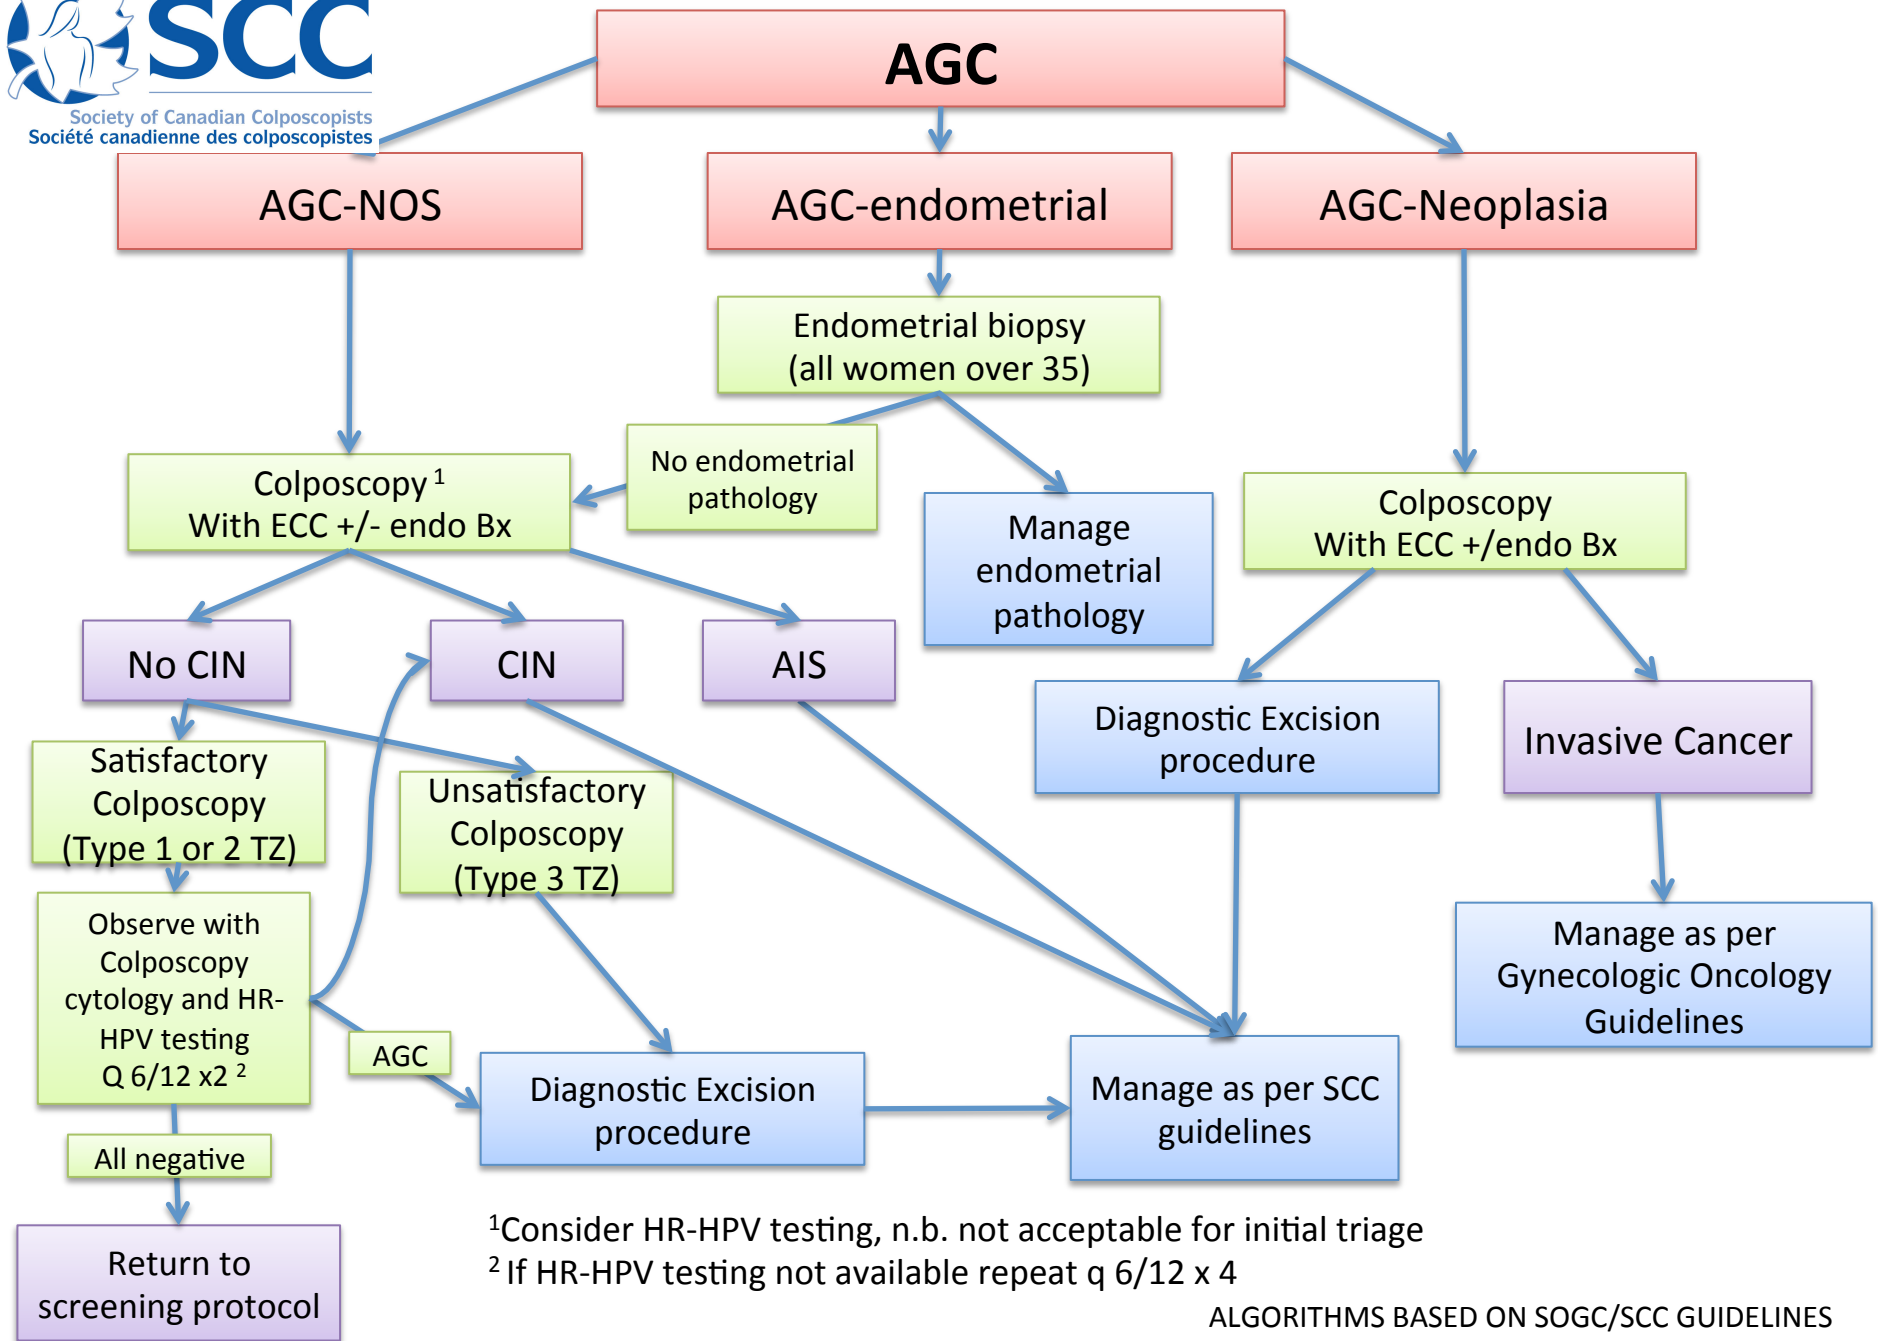 SCC
Society of Canadian Colposcopists
Société canadienne des colposcopistes
AGC
AGC-NOS
AGC-endometrial
AGC-Neoplasia
Endometrial biopsy
(all women over 35)
No endometrial
pathology
Colposcopy 1
With ECC +/- endo Bx
Manage
endometrial
pathology
Colposcopy
With ECC +/endo Bx
No CIN
CIN
AIS
Diagnostic Excision
procedure
Invasive Cancer
Satisfactory
Colposcopy
(Type 1 or 2 TZ)
Unsatisfactory
Colposcopy
(Type 3 TZ)
Observe with
Colposcopy
cytology and HR-
HPV testing
Q 6/12 x2 2
AGC
Diagnostic Excision
procedure
Manage as per SCC
guidelines
Manage as per
Gynecologic Oncology
Guidelines
All negative
Return to
screening protocol
1Consider HR-HPV testing, n.b. not acceptable for initial triage
2 If HR-HPV testing not available repeat q 6/12 x 4
ALGORITHMS BASED ON SOGC/SCC GUIDELINES